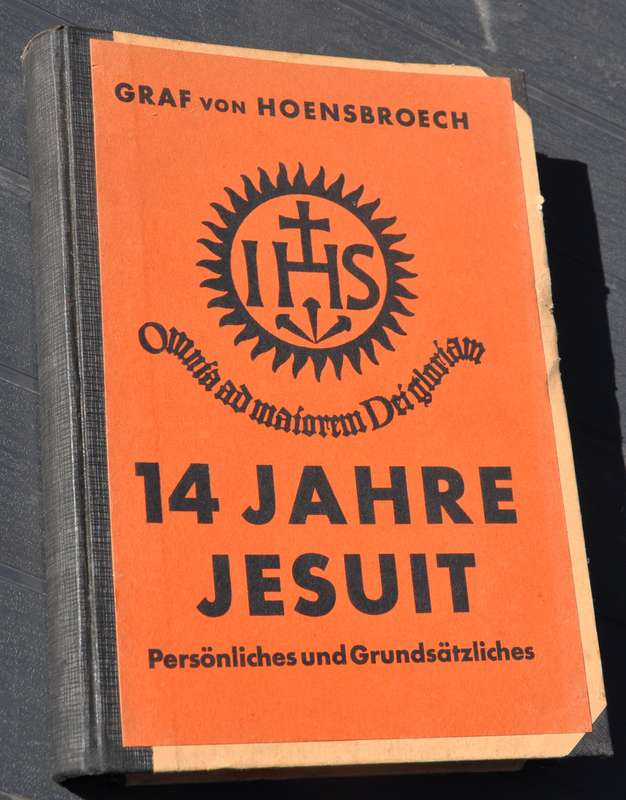 GRAF VON HOENSBROECH
IHS
Omnia ad maiorem Dei gloriam
14 JAHRE
JESUIT
Persönliches und Grundsätzliches